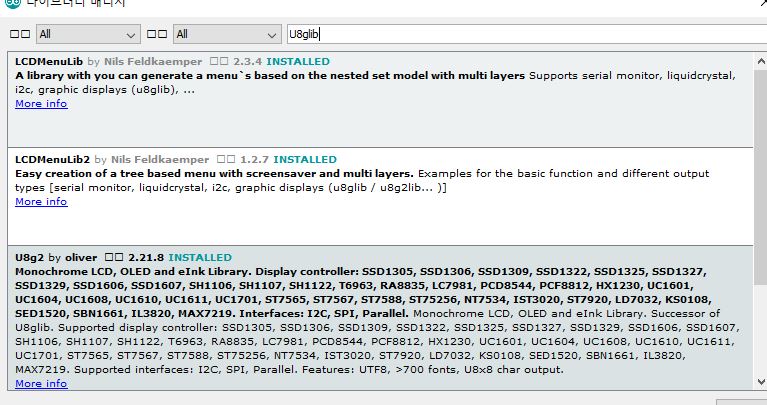 라이브러리 매니저
All All U8glib
LCDMenuLib by Nils Feldkaemper 2.3.4 INSTALLED
A library with you can generate a menu`s based on the nested set model with multi layers Supports serial monitor, liquidcrystal,
i2c, graphic displays (u8glib), ...
More info
LCDMenuLib2 by Nils Feldkaemper 1.2.7 INSTALLED
Easy creation of a tree based menu with screensaver and multi layers. Examples for the basic function and different output
types [serial monitor, liquidcrystal, i2c, graphic displays (u8glib / u8g2lib... )]
More info
U8g2 by oliver 2.21.8 INSTALLED
Monochrome LCD, OLED and eInk Library. Display controller: SSD1305, SSD1306, SSD1309, SSD1322, SSD1325, SSD1327,
SSD1329, SSD1606, SSD1607, SH1106, SH1107, SH1122, T6963, RA8835, LC7981, PCD8544, PCF8812, HX1230, UC1601,
UC1604, UC1608, UC1610, UC1611, UC1701, ST7565, ST7567, ST7588, ST75256, NT7534, IST3020, ST7920, LD7032, KS0108,
SED1520, SBN1661, IL3820, MAX7219. Interfaces: I2C, SPI, Parallel. Monochrome LCD, OLED and eInk Library. Successor of
U8glib. Supported display controller: SSD1305, SSD1306, SSD1309, SSD1322, SSD1325, SSD1327, SSD1329, SSD1606, SSD1607,
SH1106, SH1107, SH1122, T6963, RA8835, LC7981, PCD8544, PCF8812, HX1230, UC1601, UC1604, UC1608, UC1610, UC1611,
UC1701, ST7565, ST7567, ST7588, ST75256, NT7534, IST3020, ST7920, LD7032, KS0108, SED1520, SBN1661, IL3820,
MAX7219. Supported interfaces: I2C, SPI, Parallel. Features: UTF8, >700 fonts, U8x8 char output.
More info